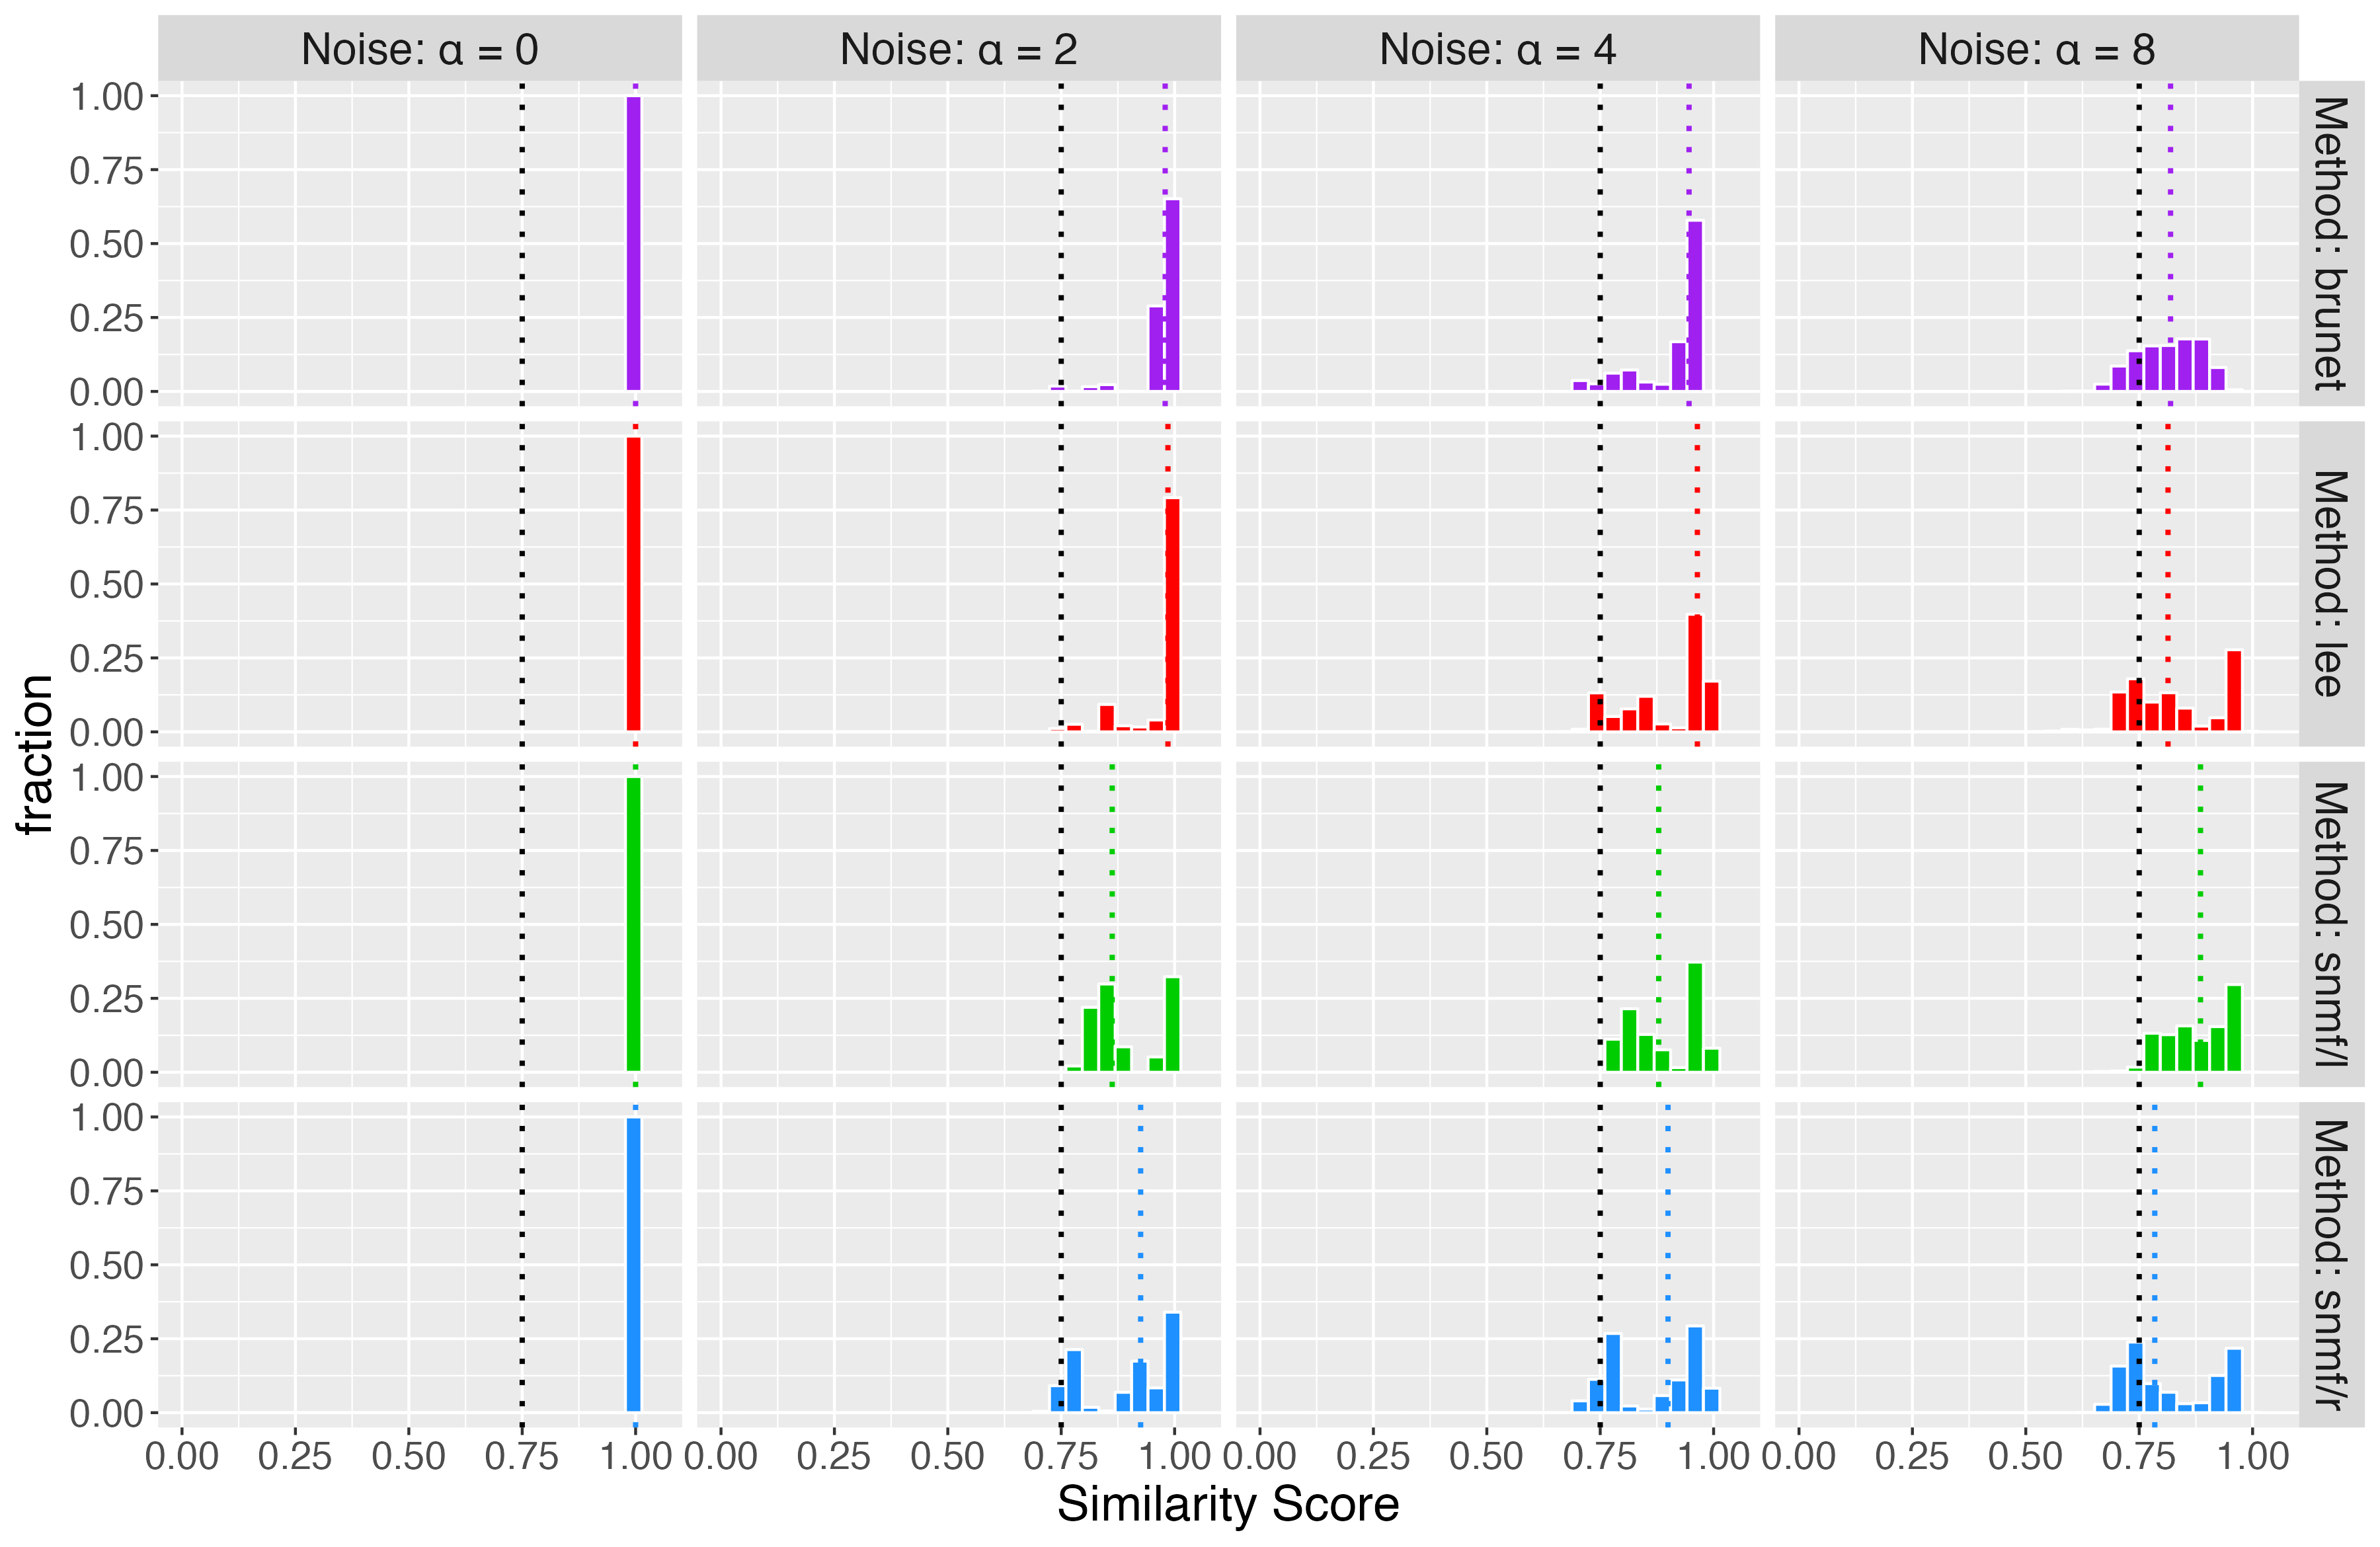 Noise: α = 0
Noise: α = 2
Noise: α = 4
Noise: α = 8
1.00
0.75
0.50
0.25
0.00
Method: brunet
1.00
0.75
0.50
0.25
0.00
Method: lee
1.00
0.75
0.50
0.25
0.00
Method: snmf/l
1.00
0.75
0.50
0.25
0.00
Method: snmf/r
fraction
0.00 0.25 0.50 0.75 1.00 0.00 0.25 0.50 0.75 1.00 0.00 0.25 0.50 0.75 1.00 0.00 0.25 0.50 0.75 1.00
Similarity Score